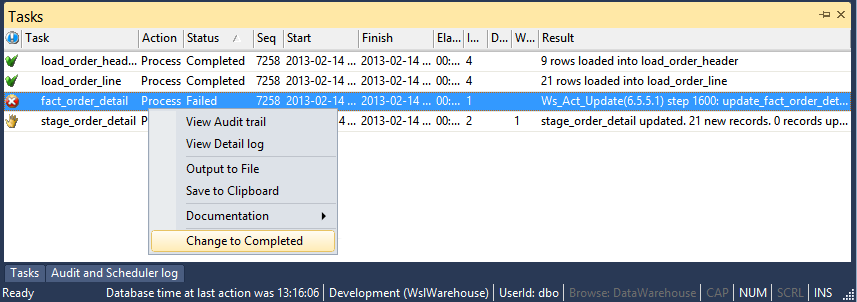 Tasks
Task Action Status Seq Start Finish Ela... I... D... W... Result
load_order_head... Process Completed 7258 2013-02-14 ... 2013-02-14 ... 00:... 4 9 rows loaded into load_order_header
load_order_line Process Completed 7258 2013-02-14 ... 2013-02-14 ... 00:... 4 21 rows loaded into load_order_line
fact_order_detail Process Failed 7258 2013-02-14 ... 2013-02-14 ... 00:... 1 Ws_Act_Update(6.5.5.1) step 1600: update_fact_order_det...
stage_order_detail 2013-02-14 ... 00:... 2 1 stage_order_detail updated. 21 new records. 0 records up...
View Audit trail
View Detail log
Output to File
Save to Clipboard
Documentation
Change to Completed
Tasks Audit and Scheduler log
Ready Database time at last action was 13:16:06 Development (WslWarehouse) UserId: dbo Browse: DataWarehouse CAP NUM SCRL INS